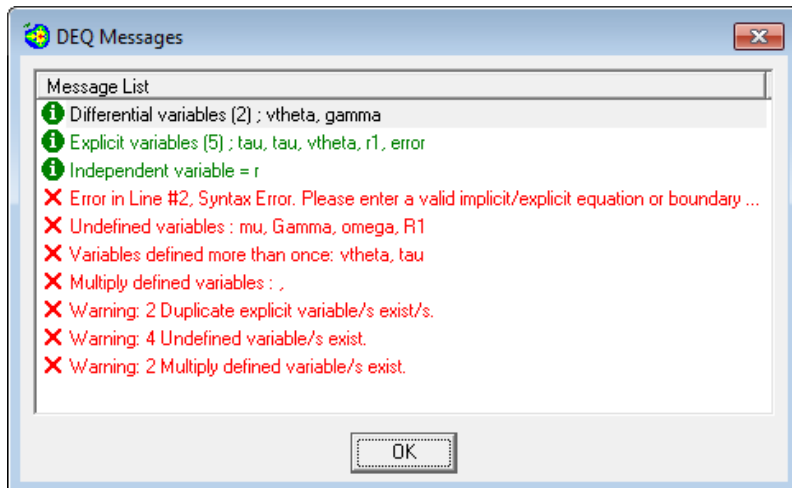 DEQ Messages
Message List
Differential variables (2) ; vtheta, gamma
Explicit variables (5) ; tau, tau, vtheta, r1, error
Independent variable = r
Error in Line #2, Syntax Error. Please enter a valid implicit/explicit equation or boundary ...
Undefined variables : mu, Gamma, omega, R1
Variables defined more than once: vtheta, tau
Multiply defined variables : ,
Warning: 2 Duplicate explicit variable/s exist/s.
Warning: 4 Undefined variable/s exist.
Warning: 2 Multiply defined variable/s exist.
OK